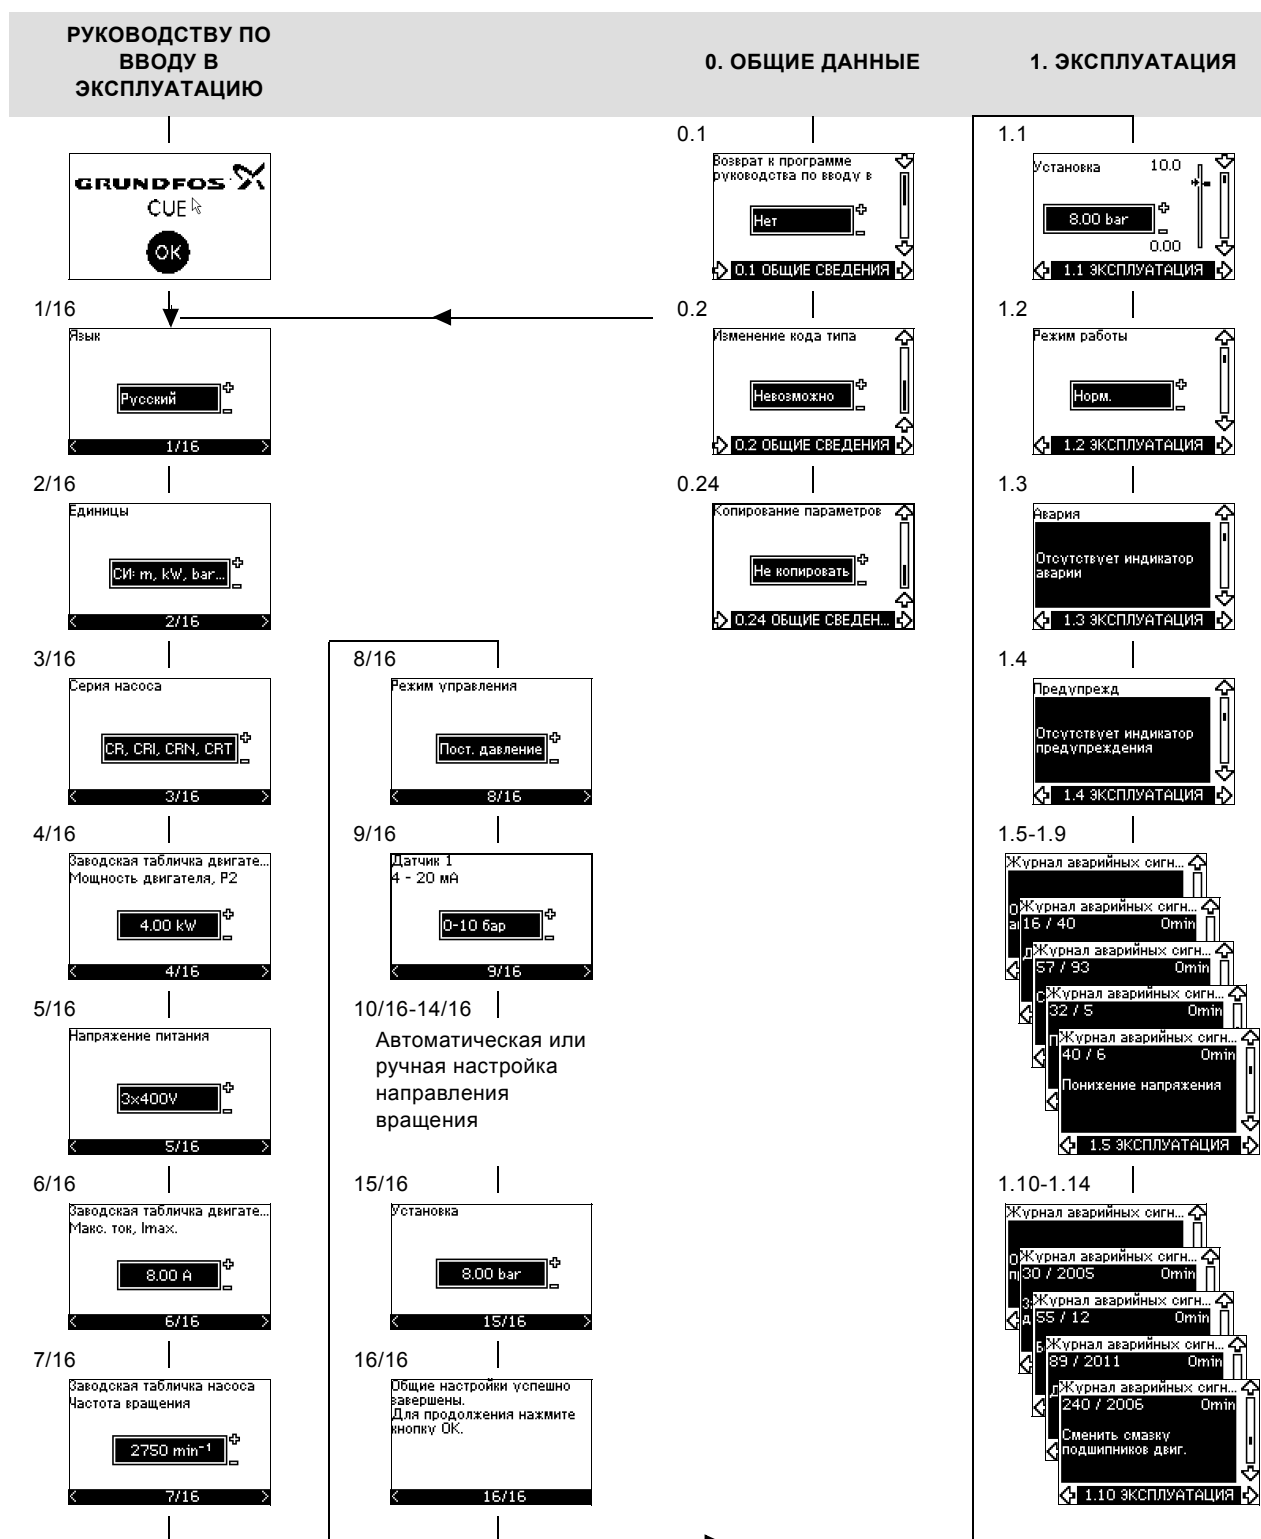 РУКОВОДСТВУ ПО
ВВОДУ В
ЭКСПЛУАТАЦИЮ
0. ОБЩИЕ ДАННЫЕ
1. ЭКСПЛУАТАЦИЯ
GRUNDFOS
CUE
OK
1/16
Язык
Русский
1/16
2/16
Единицы
СИ: m, kW, bar...
2/16
3/16
Серия насоса
CR, CRI, CRN, CRT
3/16
4/16
Заводская табличка двигате...
Мощность двигателя, P2
4.00 kW
4/16
5/16
Напряжение питания
3x400V
5/16
6/16
Заводская табличка двигате...
Макс. ток, Imax.
8.00 A
6/16
7/16
Заводская табличка насоса
Частота вращения
2750 min⁻¹
7/16
8/16
Режим управления
Пост. давление
8/16
9/16
Датчик 1
4 - 20 мА
0-10 бар
9/16
10/16-14/16
Автоматическая или
ручная настройка
направления
вращения
15/16
Установка
8.00 bar
15/16
16/16
Общие настройки успешно
завершены.
Для продолжения нажмите
кнопку OK.
16/16
0.1
Возврат к программе
руководства по вводу в
Нет
0.1 ОБЩИЕ СВЕДЕНИЯ
0.2
Изменение кода типа
Невозможно
0.2 ОБЩИЕ СВЕДЕНИЯ
0.24
Копирование параметров
Не копировать
0.24 ОБЩИЕ СВЕДЕН...
1.1
Установка
10.0
8.00 bar
0.00
1.1 ЭКСПЛУАТАЦИЯ
1.2
Режим работы
Норм.
1.2 ЭКСПЛУАТАЦИЯ
1.3
Авария
Отсутствует индикатор
аварии
1.3 ЭКСПЛУАТАЦИЯ
1.4
Предупрежд
Отсутствует индикатор
предупреждения
1.4 ЭКСПЛУАТАЦИЯ
1.5-1.9
Журнал аварийных сигн...
Журнал аварийных сигн...
16 / 40 0min
Журнал аварийных сигн...
57 / 93 0min
Журнал аварийных сигн...
32 / 5 0min
Журнал аварийных сигн...
40 / 6 0min
Понижение напряжения
1.5 ЭКСПЛУАТАЦИЯ
1.10-1.14
Журнал аварийных сигн...
Журнал аварийных сигн...
30 / 2005 0min
Журнал аварийных сигн...
55 / 12 0min
Журнал аварийных сигн...
89 / 2011 0min
Журнал аварийных сигн...
240 / 2006 0min
Сменить смазку
подшипников двиг.
1.10 ЭКСПЛУАТАЦИЯ